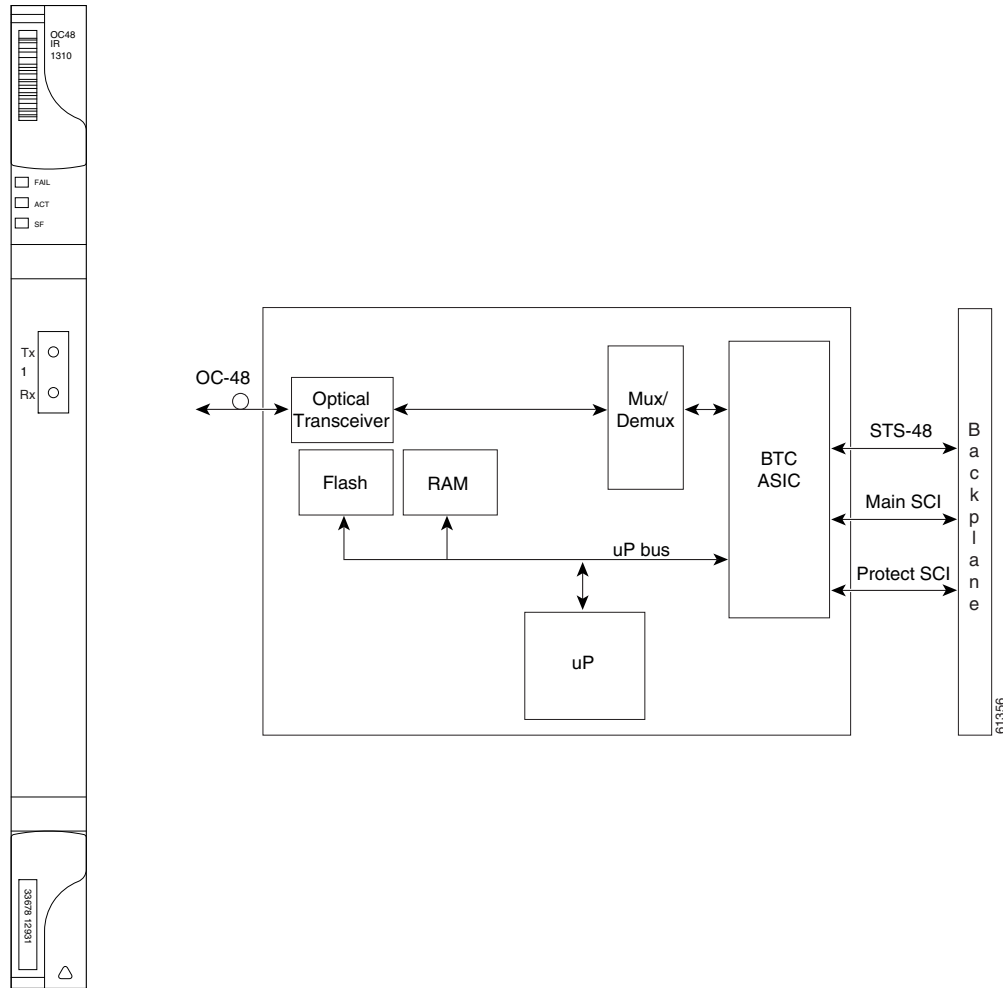 OC48
IR
1310
FAIL
ACT
SF
Tx
1
Rx
33678 12931
OC-48
Optical
Transceiver
Mux/
Demux
BTC
ASIC
Flash
RAM
uP bus
uP
STS-48
Main SCI
Protect SCI
Backplane
61356